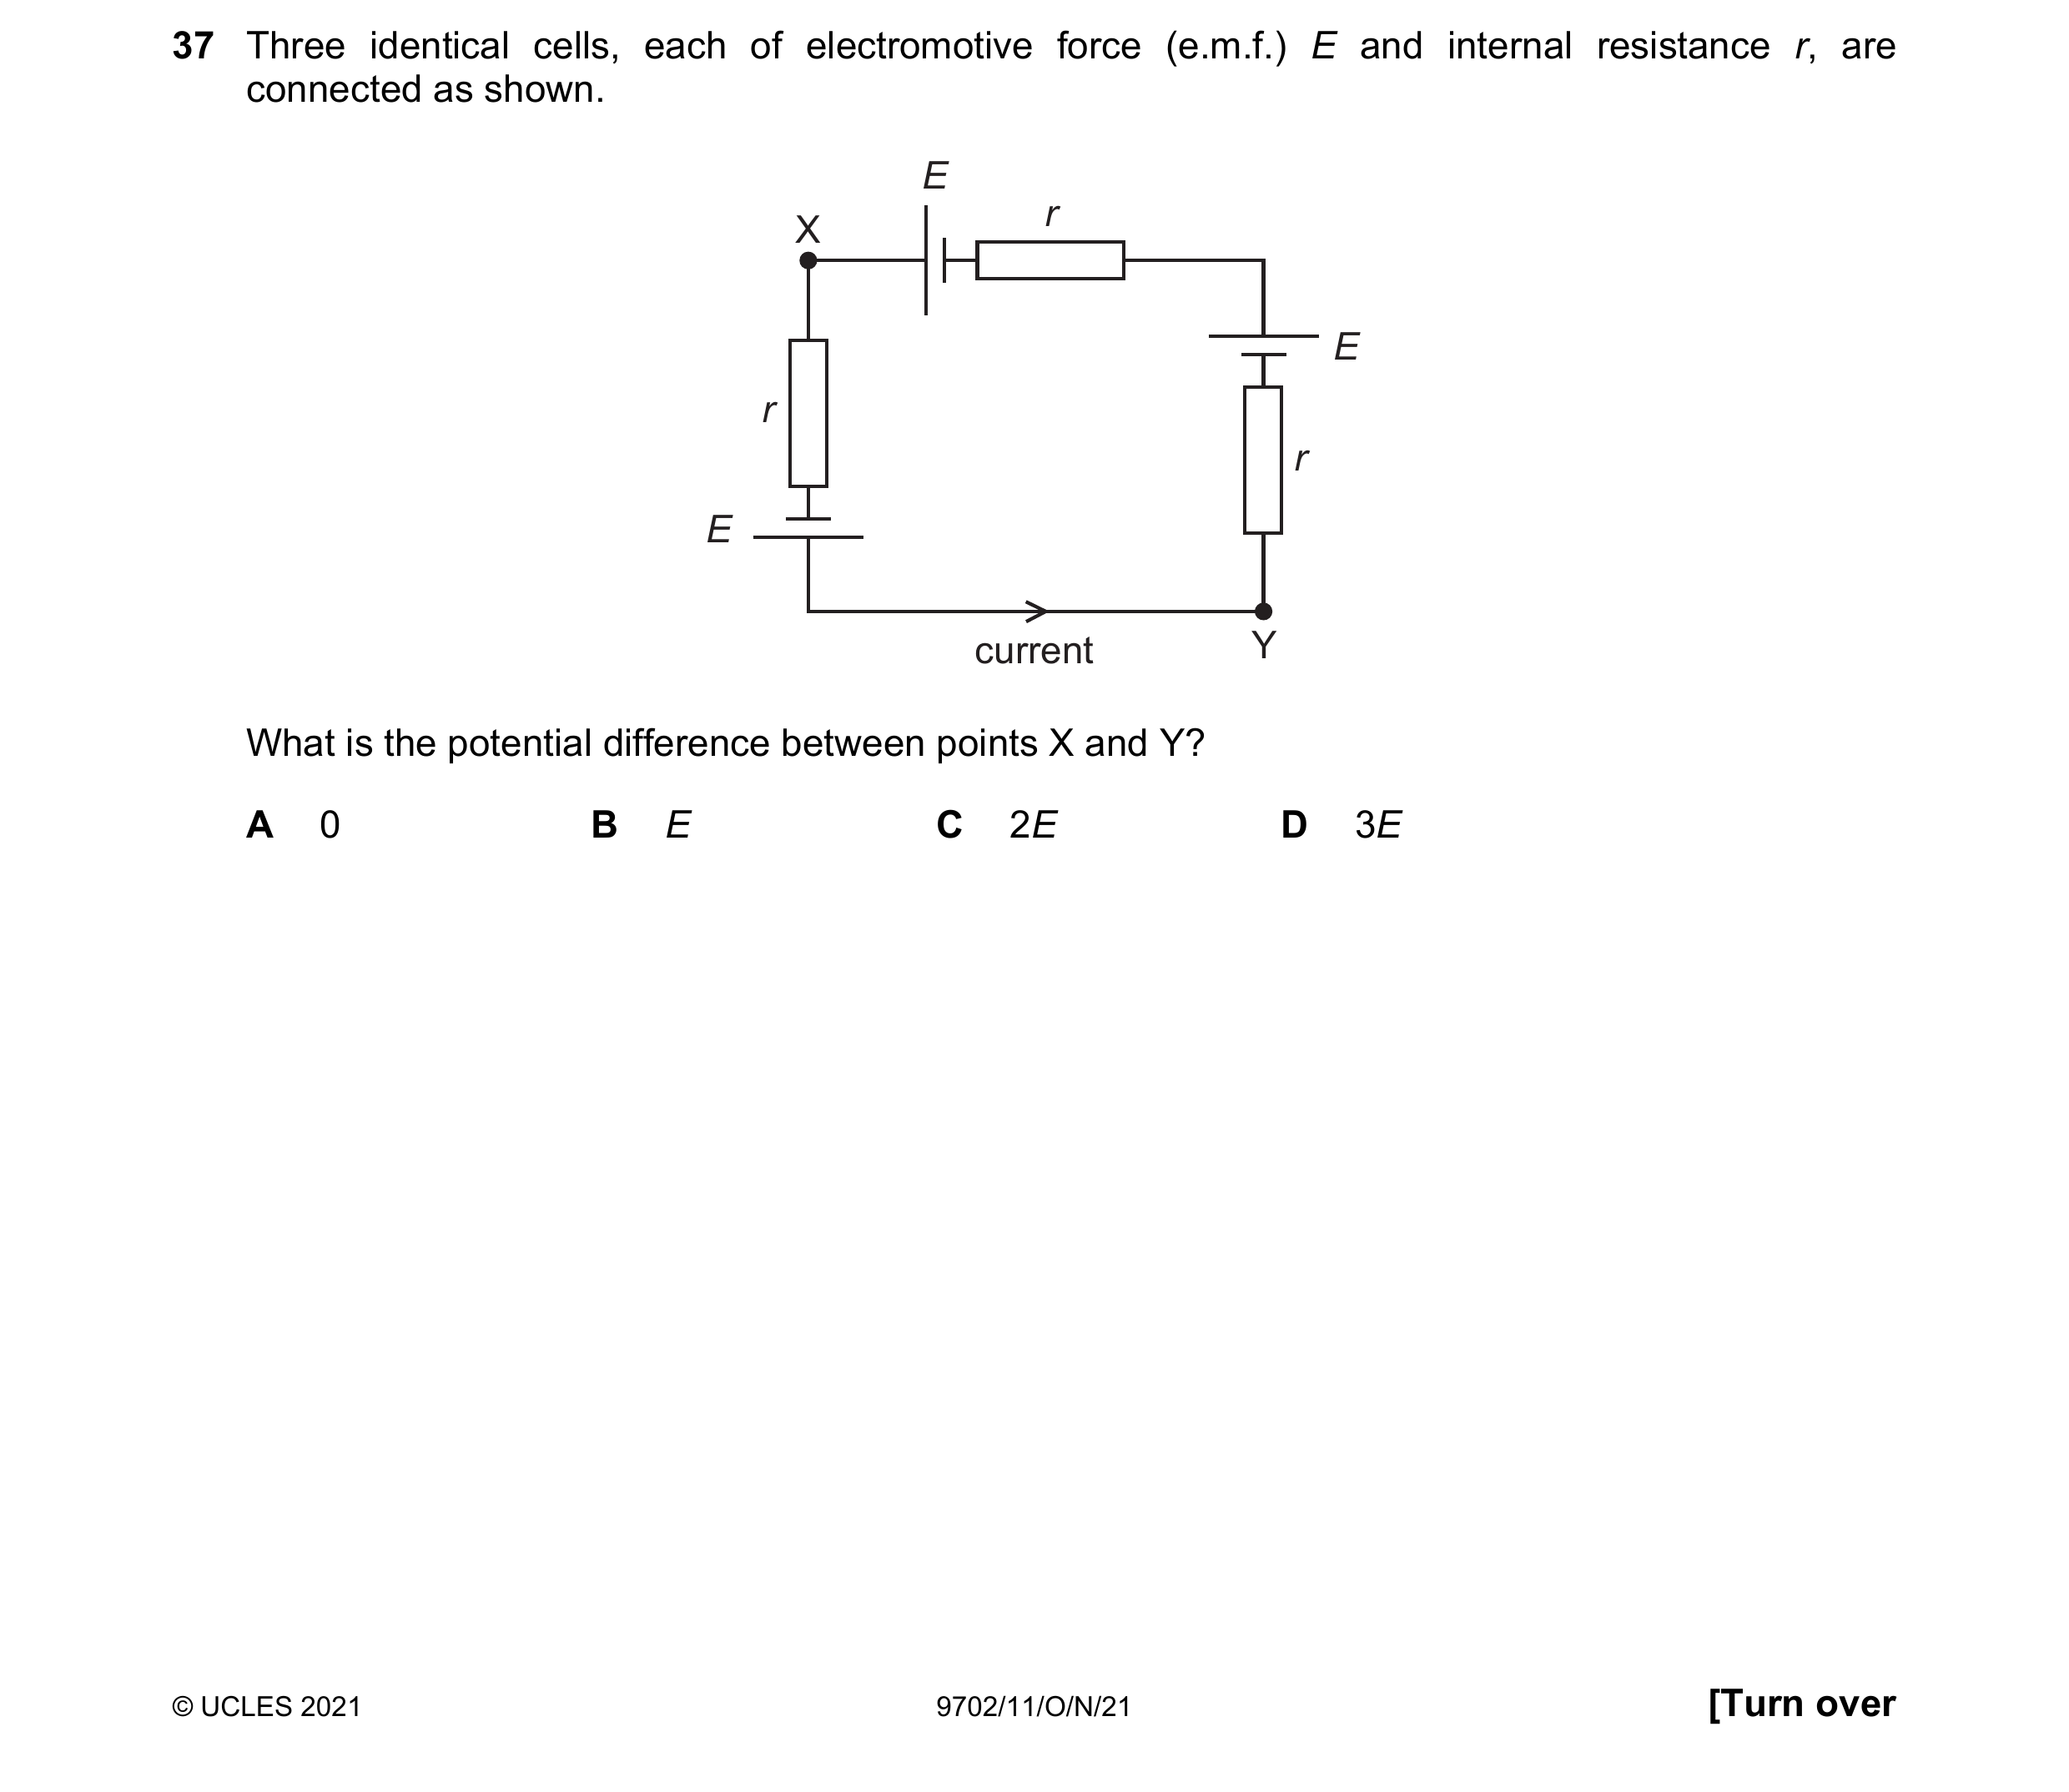 37 Three identical cells, each of electromotive force (e.m.f.) E and internal resistance r, are
connected as shown.
E
r
X
E
r
r
E
current
Y
What is the potential difference between points X and Y?
A 0 B E C 2E D 3E
© UCLES 2021 9702/11/O/N/21 [Turn over